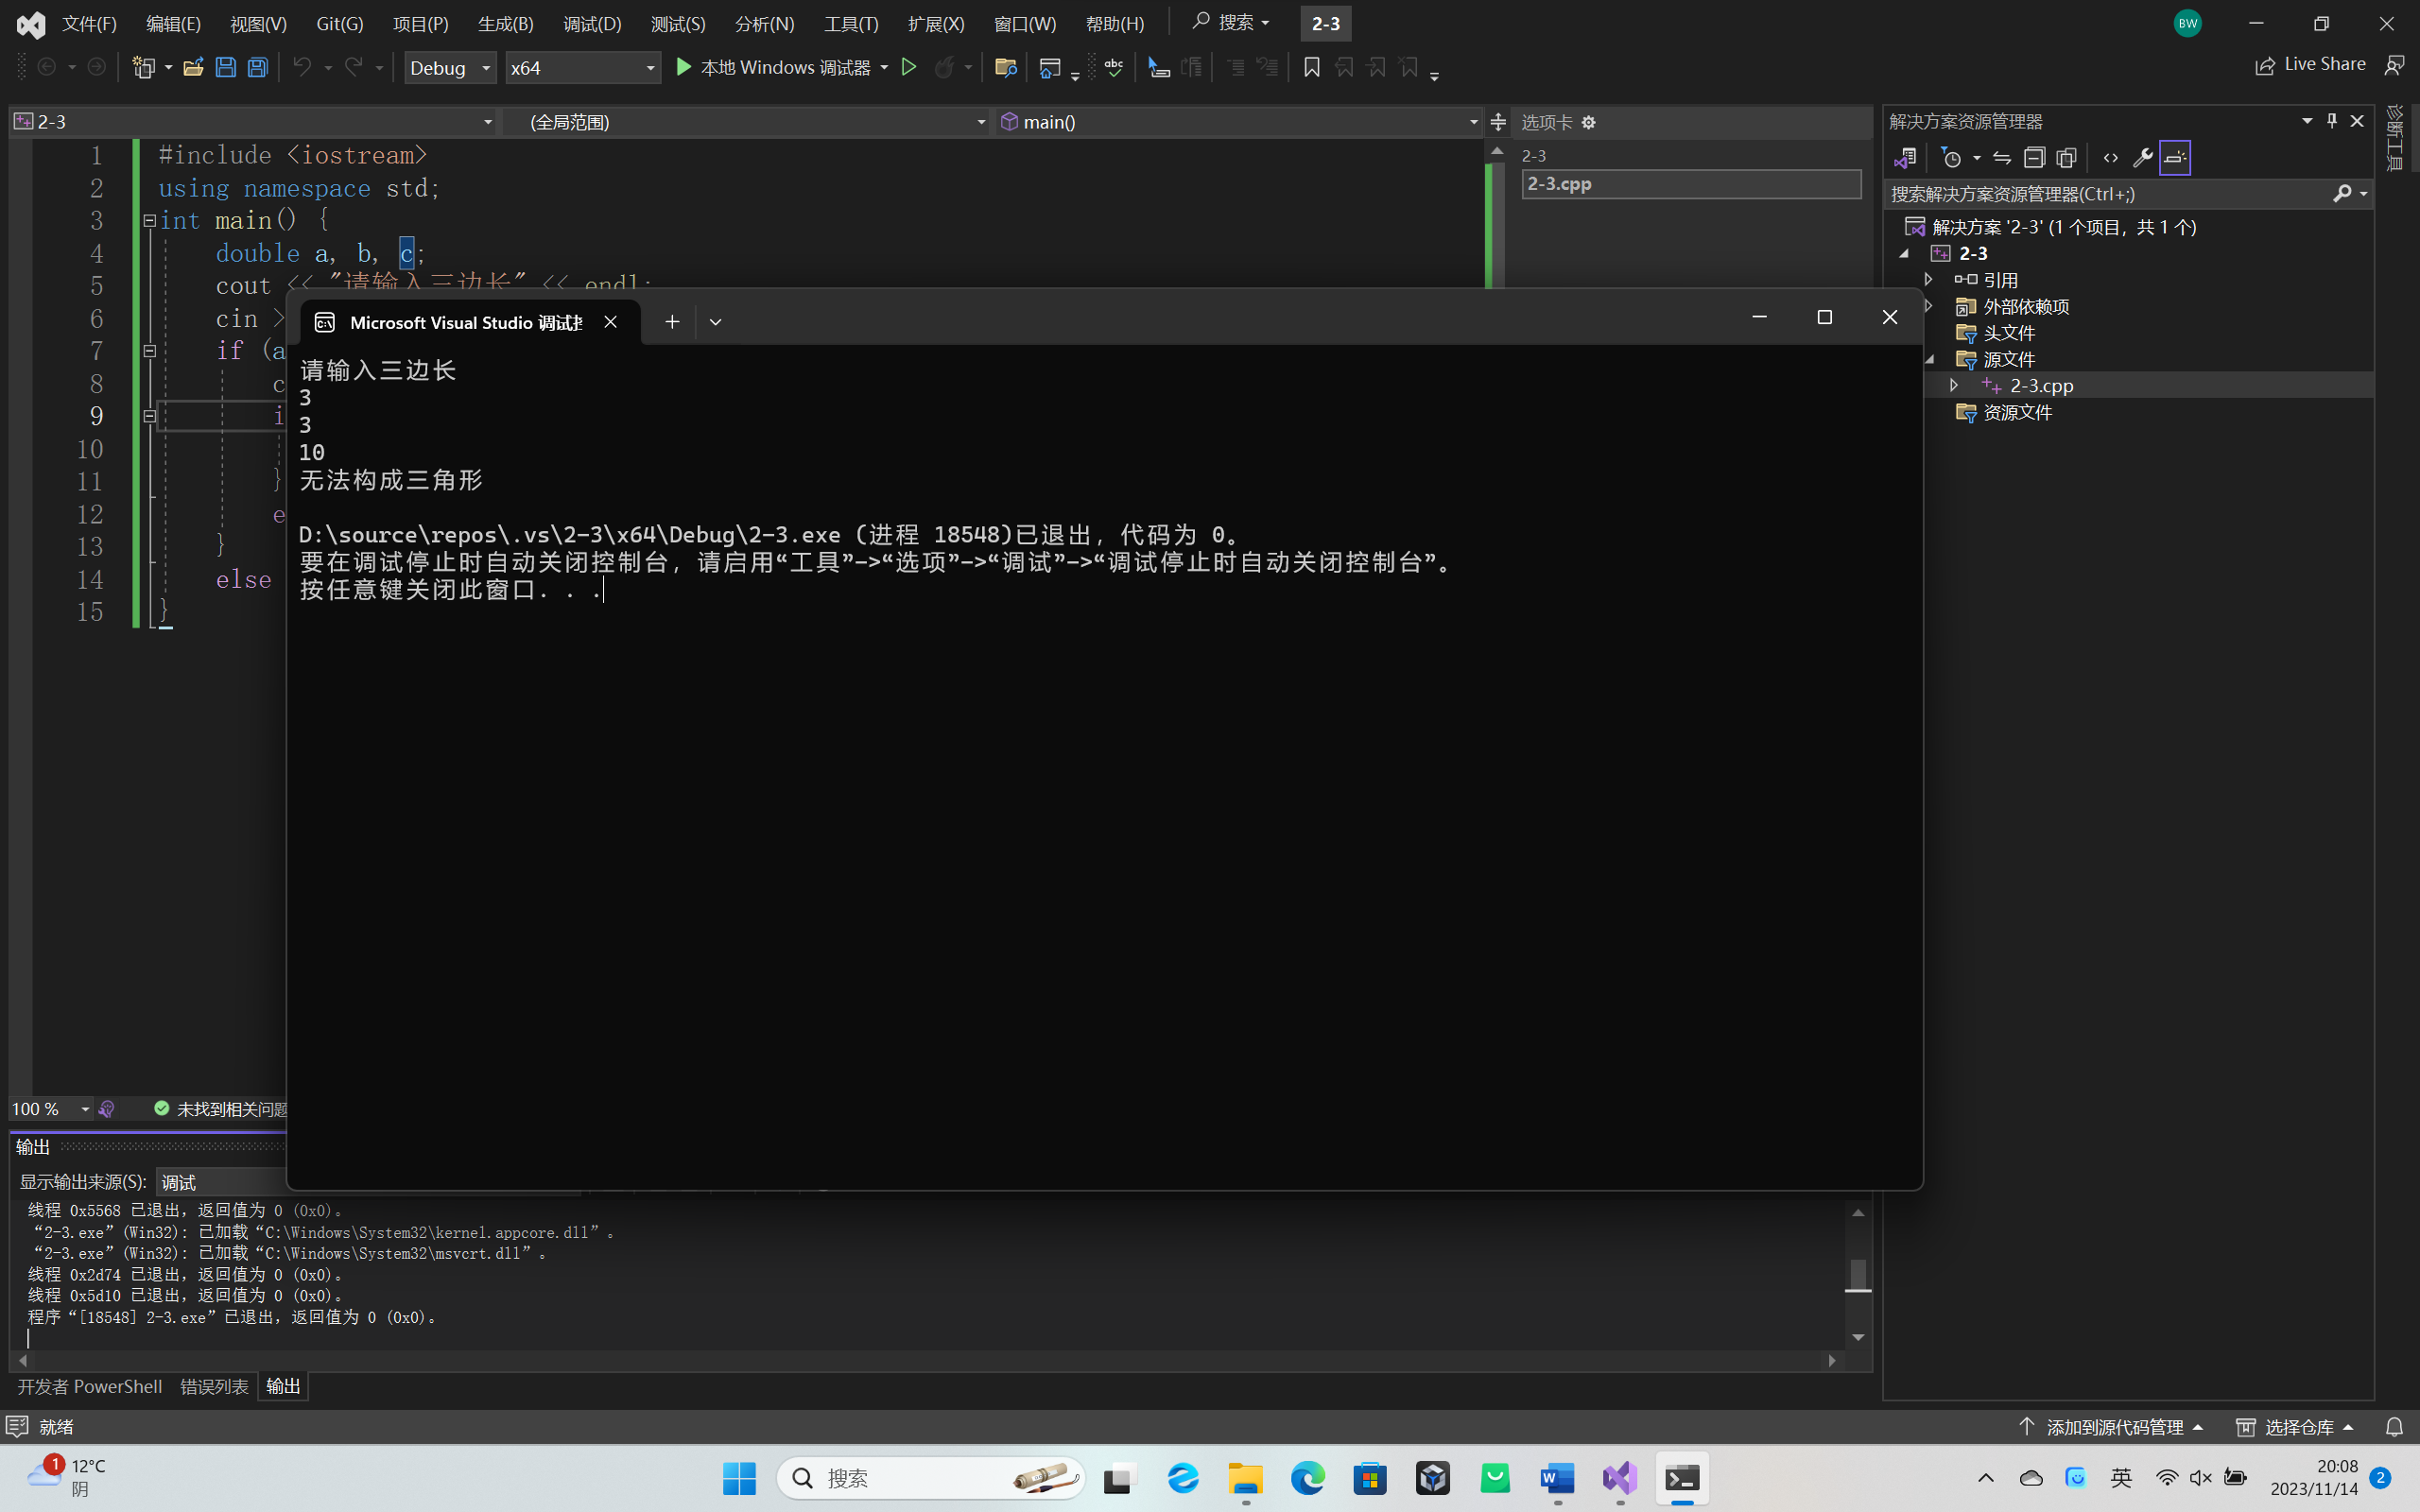 文件(F) 编辑(E) 视图(V) Git(G) 项目(P) 生成(B) 调试(D) 测试(S) 分析(N) 工具(T) 扩展(X) 窗口(W) 帮助(H) 搜索 2-3 BW
Debug x64 本地 Windows 调试器 Live Share
2-3 (全局范围) main()
选项卡
2-3
2-3.cpp
1 #include <iostream>
2 using namespace std;
3 int main() {
4 double a, b, c;
5 cout << "请输入三边长" << endl;
6 cin >
7 if (a
8 c
9 i
10
11 }
12 e
13 }
14 else
15 }
Microsoft Visual Studio 调试控
请输入三边长
3
3
10
无法构成三角形
D:\source\repos\.vs\2-3\x64\Debug\2-3.exe (进程 18548)已退出，代码为 0。
要在调试停止时自动关闭控制台，请启用“工具”->“选项”->“调试”->“调试停止时自动关闭控制台”。
按任意键关闭此窗口. . .
解决方案资源管理器
搜索解决方案资源管理器(Ctrl+;)
解决方案 '2-3' (1 个项目，共 1 个)
2-3
引用
外部依赖项
头文件
源文件
2-3.cpp
资源文件
诊断工具
100 % 未找到相关问题
输出
显示输出来源(S): 调试
线程 0x5568 已退出，返回值为 0 (0x0)。
“2-3.exe”(Win32): 已加载“C:\Windows\System32\kernel.appcore.dll”。
“2-3.exe”(Win32): 已加载“C:\Windows\System32\msvcrt.dll”。
线程 0x2d74 已退出，返回值为 0 (0x0)。
线程 0x5d10 已退出，返回值为 0 (0x0)。
程序“[18548] 2-3.exe”已退出，返回值为 0 (0x0)。
开发者 PowerShell 错误列表 输出
就绪 添加到源代码管理 选择仓库
1 12°C
阴
搜索
英
20:08
2023/11/14
2